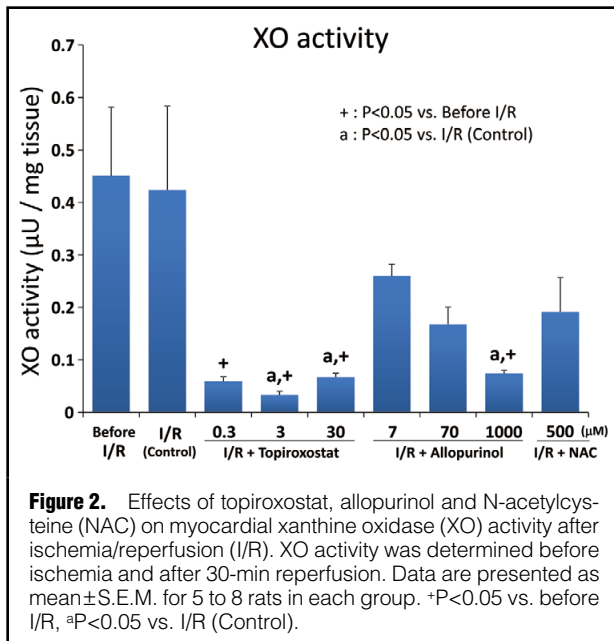 XO activity
XO activity (µU / mg tissue)
0.7
0.6
0.5
0.4
0.3
0.2
0.1
0
+ : P<0.05 vs. Before I/R
a : P<0.05 vs. I/R (Control)
+ a,+ a,+ a,+
Before I/R
I/R (Control)
0.3 3 30 7 70 1000 500 (µM)
I/R + Topiroxostat I/R + Allopurinol I/R + NAC
Figure 2. Effects of topiroxostat, allopurinol and N-acetylcys-
teine (NAC) on myocardial xanthine oxidase (XO) activity after
ischemia/reperfusion (I/R). XO activity was determined before
ischemia and after 30-min reperfusion. Data are presented as
mean±S.E.M. for 5 to 8 rats in each group. +P<0.05 vs. before
I/R, aP<0.05 vs. I/R (Control).